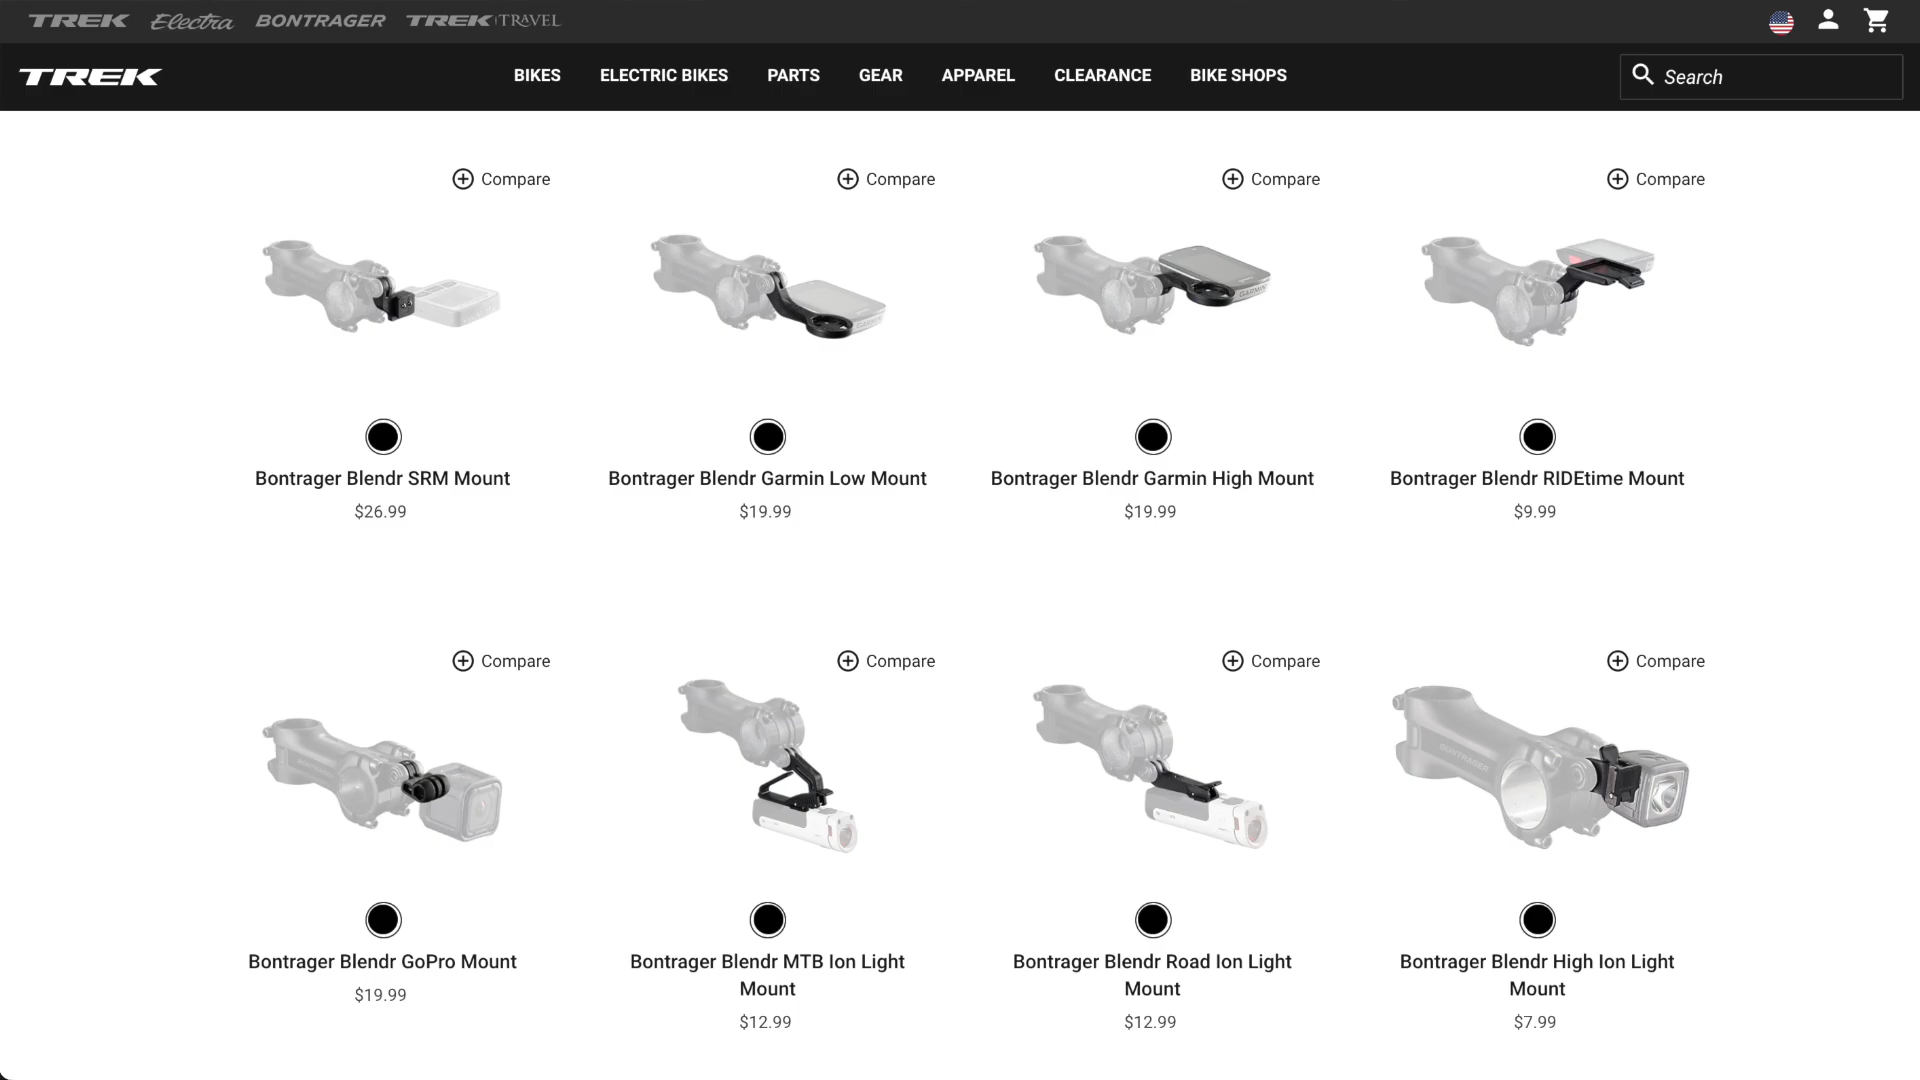 TREK Electra BONTRAGER TREK TRAVEL
TREK BIKES ELECTRIC BIKES PARTS GEAR APPAREL CLEARANCE BIKE SHOPS Search
Compare Compare Compare Compare
GARMIN GARMIN
Bontrager Blendr SRM Mount Bontrager Blendr Garmin Low Mount Bontrager Blendr Garmin High Mount Bontrager Blendr RIDEtime Mount
$26.99 $19.99 $19.99 $9.99
Compare Compare Compare Compare
BONTRAGER
Bontrager Blendr GoPro Mount Bontrager Blendr MTB Ion Light Bontrager Blendr Road Ion Light Bontrager Blendr High Ion Light
Mount Mount Mount
$19.99
$12.99 $12.99 $7.99